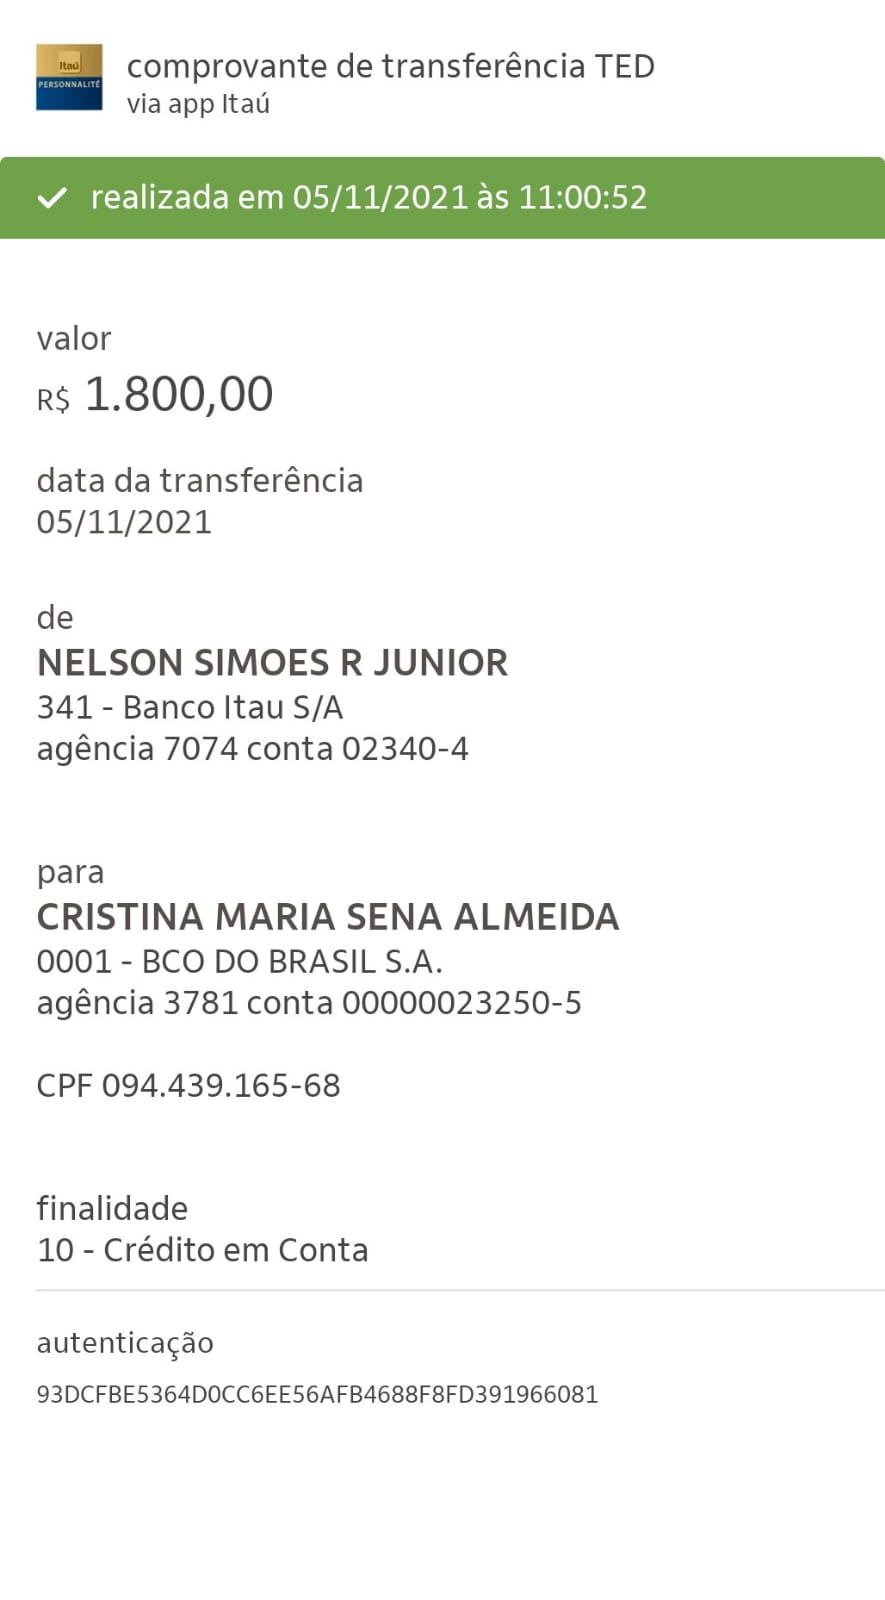 Itaú
PERSONNALITÉ
comprovante de transferência TED
via app Itaú
realizada em 05/11/2021 às 11:00:52
valor
R$ 1.800,00
data da transferência
05/11/2021
de
NELSON SIMOES R JUNIOR
341 - Banco Itau S/A
agência 7074 conta 02340-4
para
CRISTINA MARIA SENA ALMEIDA
0001 - BCO DO BRASIL S.A.
agência 3781 conta 00000023250-5
CPF 094.439.165-68
finalidade
10 - Crédito em Conta
autenticação
93DCFBE5364D0CC6EE56AFB4688F8FD391966081